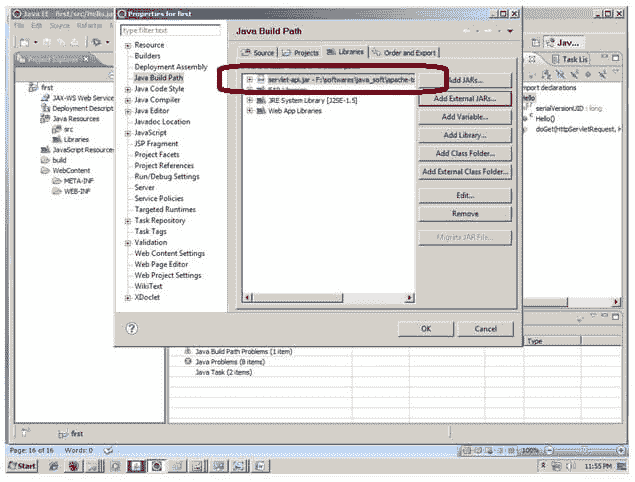 Java EE - first/src/Hello.ja
File Edit Source Refactor
Properties for first
type filter text
Resource
Builders
Deployment Assembly
Java Build Path
Java Code Style
Java Compiler
Java Editor
Javadoc Location
JavaScript
JSP Fragment
Project Facets
Project References
Run/Debug Settings
Server
Service Policies
Targeted Runtimes
Task Repository
Task Tags
Validation
Web Content Settings
Web Page Editor
Web Project Settings
WikiText
XDoclet
Java Build Path
Source
Projects
Libraries
Order and Export
servlet-api.jar - F:\softwares\java_soft\apache-t
EAR Libraries
JRE System Library [J2SE-1.5]
Web App Libraries
Add JARs...
Add External JARs...
Add Variable...
Add Library...
Add Class Folder...
Add External Class Folder...
Edit...
Remove
Migrate JAR File...
OK
Cancel
first
JAX-WS Web Service
Deployment Descript
Java Resources
src
Libraries
JavaScript Resources
build
WebContent
META-INF
WEB-INF
Jav...
Task Lis
import declarations
Hello
serialVersionUID : long
Hello()
doGet(HttpServletRequest, H
Type
Java Build Path Problems (1 item)
Java Problems (8 items)
Java Task (2 items)
first
Page: 16 of 16
Words: 0
100%
Start
11:55 PM